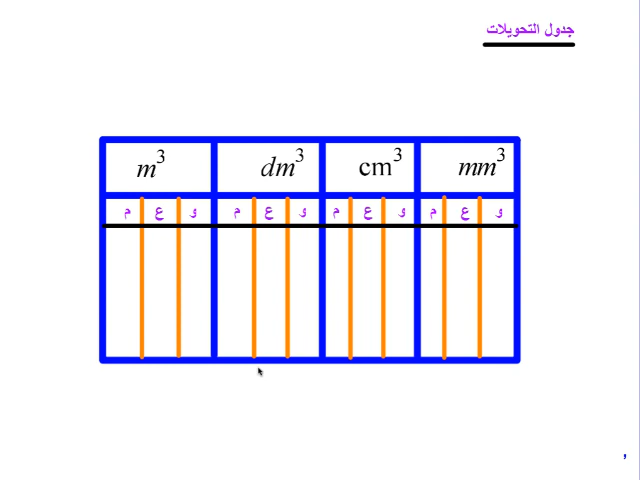 جدول التحويلات
m³ dm³ cm³ mm³
م ع و م ع و م ع و م ع و
,